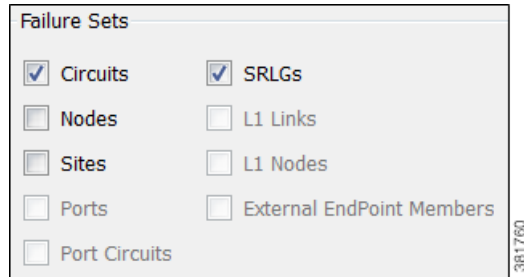 Failure Sets
Circuits
SRLGs
Nodes
L1 Links
Sites
L1 Nodes
Ports
External EndPoint Members
Port Circuits
381760